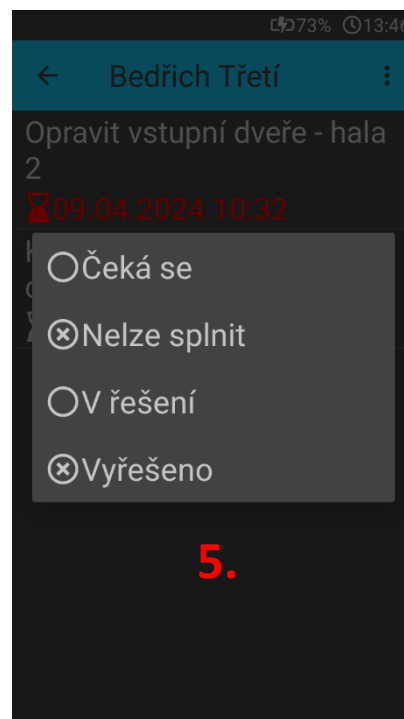 73% 13:46
Bedřich Třetí
Opravit vstupní dveře - hala
2
09.04.2024 10:32
Čeká se
Nelze splnit
V řešení
Vyřešeno
5.